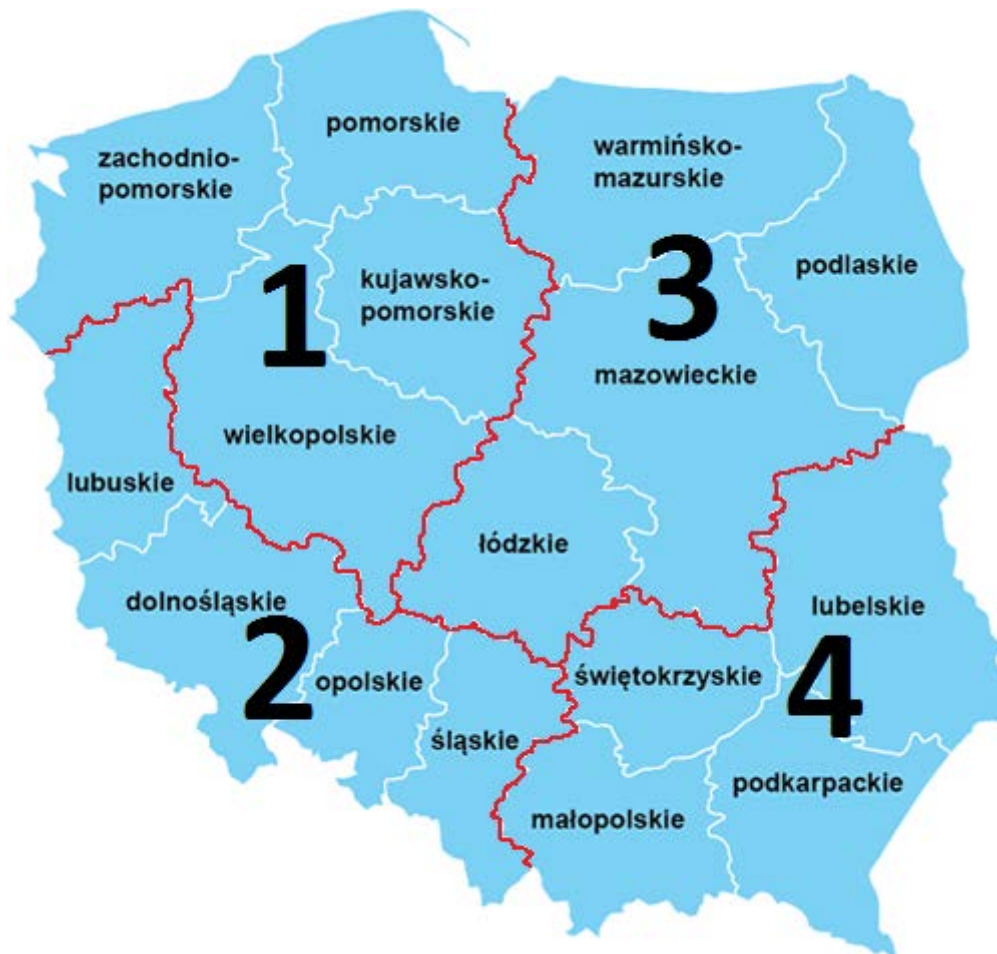 pomorskie
zachodnio-
pomorskie
warmińsko-
mazurskie
podlaskie
kujawsko-
pomorskie
1
3
mazowieckie
wielkopolskie
lubuskie
łódzkie
dolnośląskie
lubelskie
2
opolskie
świętokrzyskie
4
śląskie
podkarpackie
małopolskie